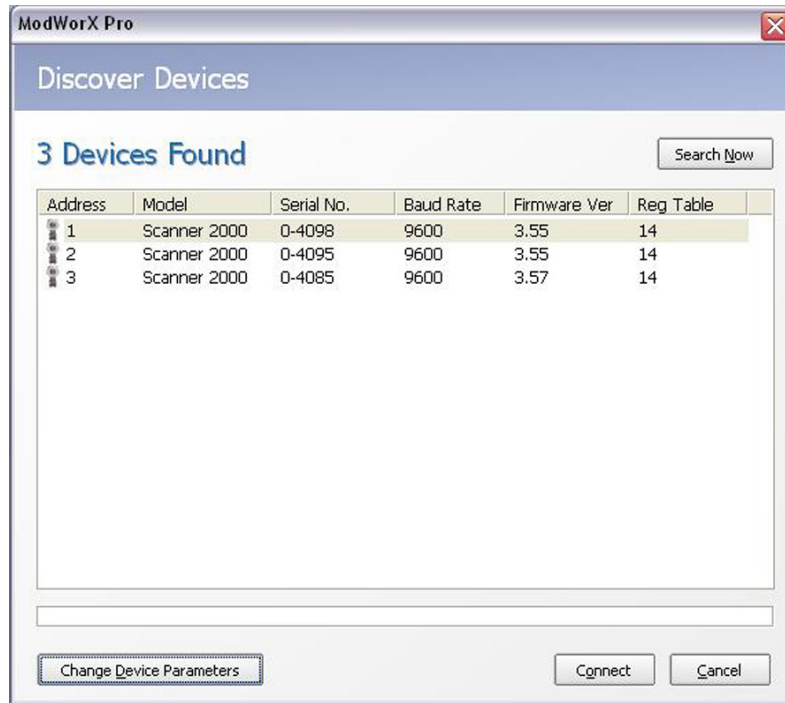 ModWorX Pro
Discover Devices
3 Devices Found
Search Now
Address Model Serial No. Baud Rate Firmware Ver Reg Table
1 Scanner 2000 0-4098 9600 3.55 14
2 Scanner 2000 0-4095 9600 3.55 14
3 Scanner 2000 0-4085 9600 3.57 14
Change Device Parameters Connect Cancel